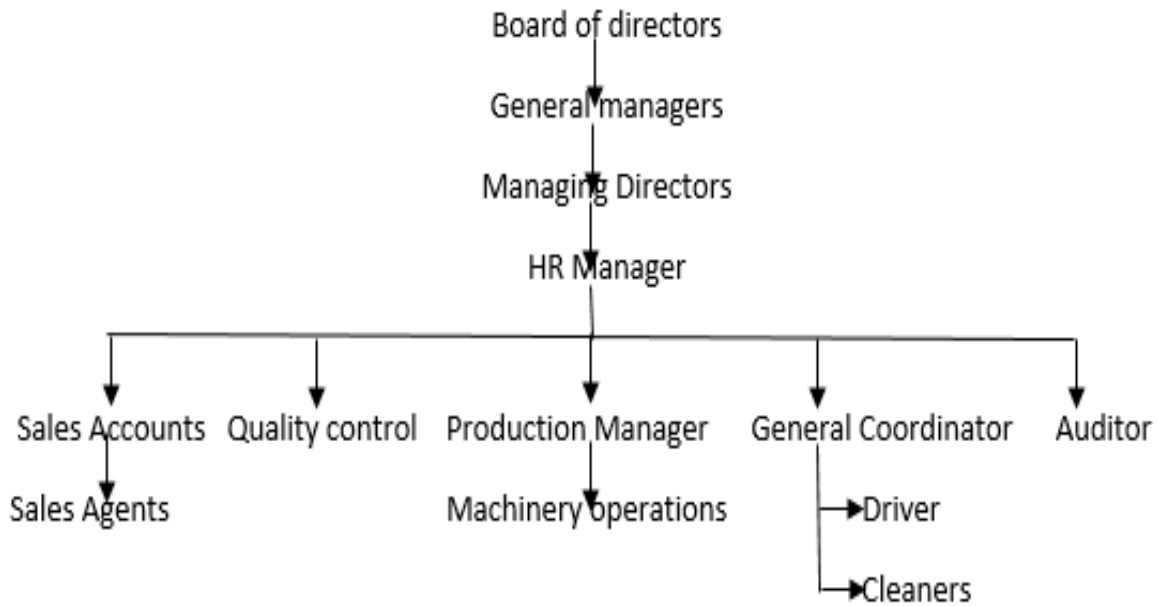 Board of directors
General managers
Managing Directors
HR Manager
Sales Accounts Quality control Production Manager General Coordinator Auditor
Sales Agents Machinery operations Driver
Cleaners